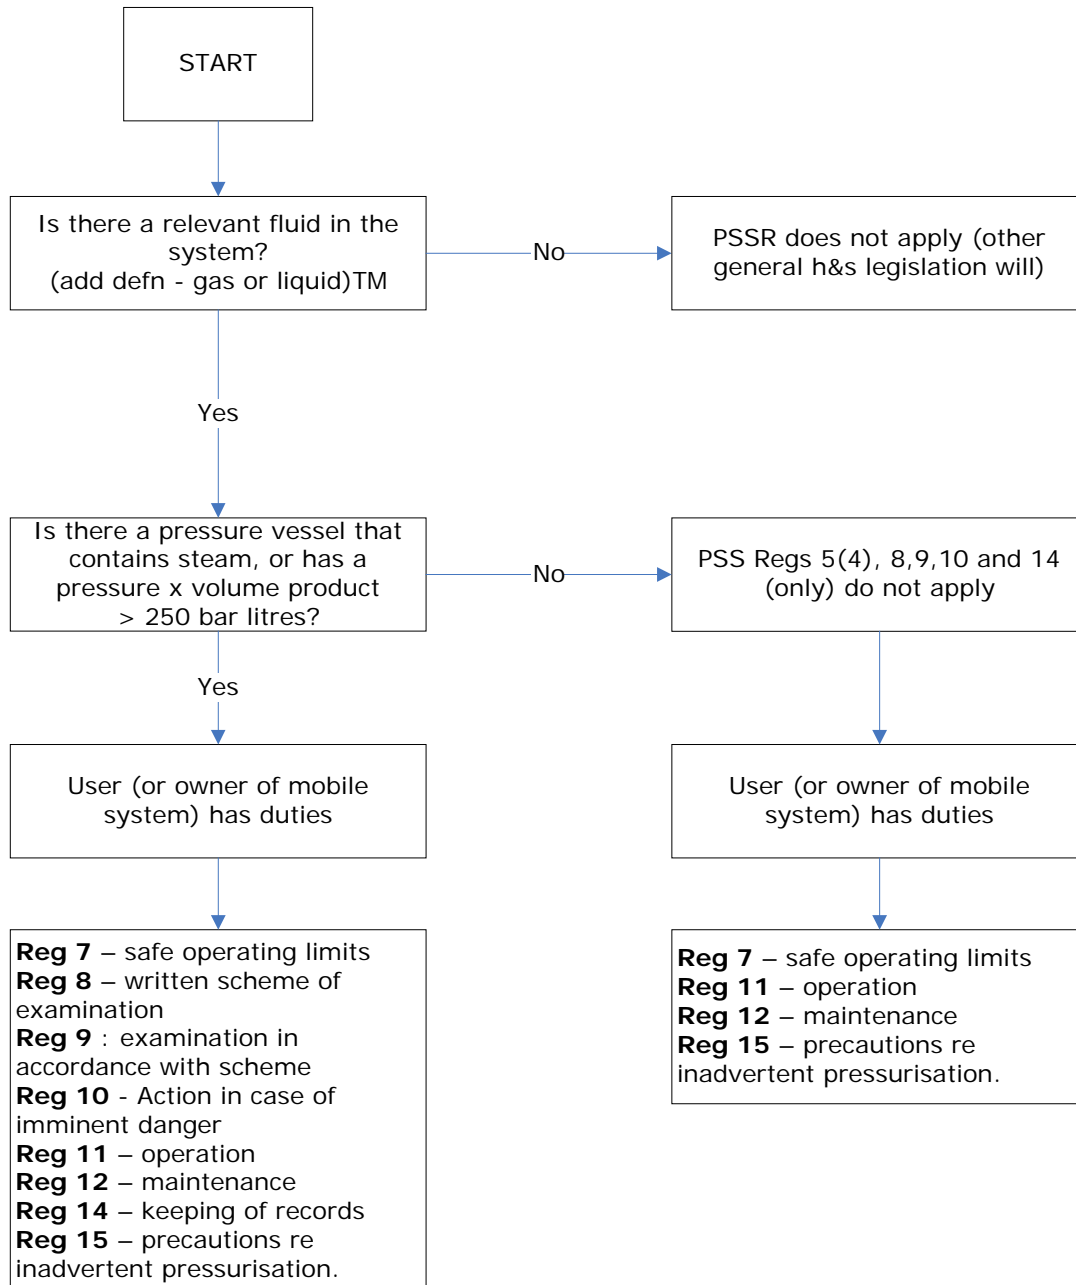 START
Is there a relevant fluid in the
system?
(add defn - gas or liquid)TM
No
PSSR does not apply (other
general h&s legislation will)
Yes
Is there a pressure vessel that
contains steam, or has a
pressure x volume product
> 250 bar litres?
No
PSS Regs 5(4), 8,9,10 and 14
(only) do not apply
Yes
User (or owner of mobile
system) has duties
User (or owner of mobile
system) has duties
Reg 7 – safe operating limits
Reg 8 – written scheme of
examination
Reg 9 : examination in
accordance with scheme
Reg 10 - Action in case of
imminent danger
Reg 11 – operation
Reg 12 – maintenance
Reg 14 – keeping of records
Reg 15 – precautions re
inadvertent pressurisation.
Reg 7 – safe operating limits
Reg 11 – operation
Reg 12 – maintenance
Reg 15 – precautions re
inadvertent pressurisation.